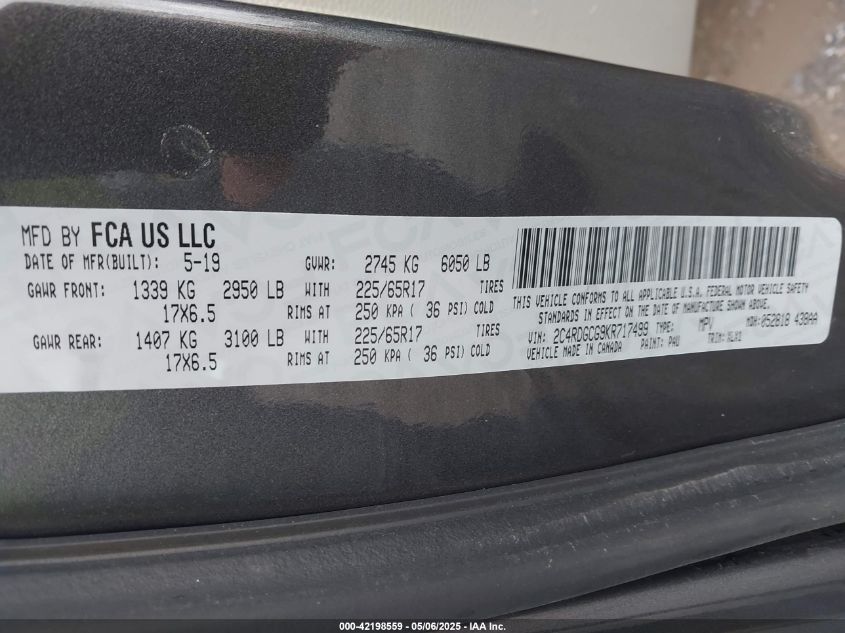 MFD BY FCA US LLC
DATE OF MFR(BUILT): 5-19 GVWR: 2745 KG 6050 LB
GAWR FRONT: 1339 KG 2950 LB WITH 225/65R17 TIRES
17X6.5 RIMS AT 250 KPA ( 36 PSI) COLD
GAWR REAR: 1407 KG 3100 LB WITH 225/65R17 TIRES
17X6.5 RIMS AT 250 KPA ( 36 PSI) COLD
THIS VEHICLE CONFORMS TO ALL APPLICABLE U.S.A. FEDERAL MOTOR VEHICLE SAFETY
STANDARDS IN EFFECT ON THE DATE OF MANUFACTURE SHOWN ABOVE.
VIN: 2C4RDGCG9KR717499 TYPE: MPV MDH: 052818 438AA
VEHICLE MADE IN CANADA PAINT: PAU TRIM:
000-42198559 - 05/06/2025 - IAA Inc.